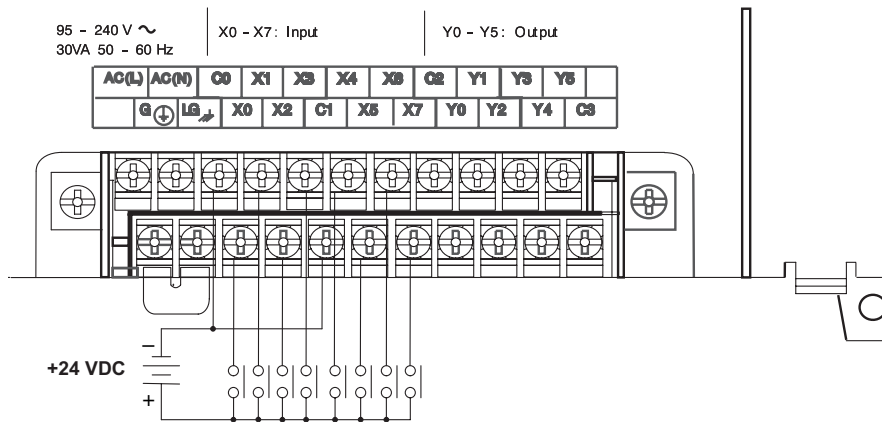 95 - 240 V ～ X0 - X7: Input Y0 - Y5: Output
30VA 50 - 60 Hz
AC(L) AC(N) C0 X1 X3 X4 X6 C2 Y1 Y3 Y5
G LG X0 X2 C1 X5 X7 Y0 Y2 Y4 C3
−
+24 VDC
+